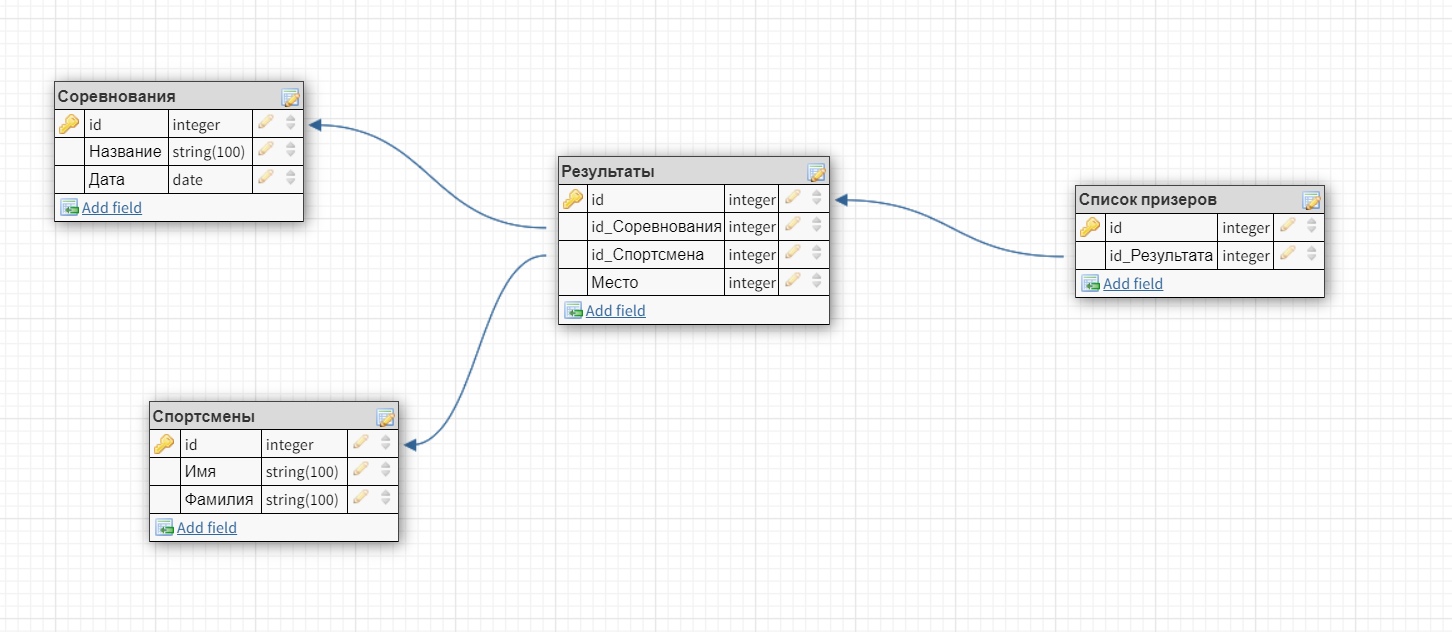 Соревнования
id integer
Название string(100)
Дата date
Add field
Результаты
id integer
id_Соревнования integer
id_Спортсмена integer
Место integer
Add field
Список призеров
id integer
id_Результата integer
Add field
Спортсмены
id integer
Имя string(100)
Фамилия string(100)
Add field